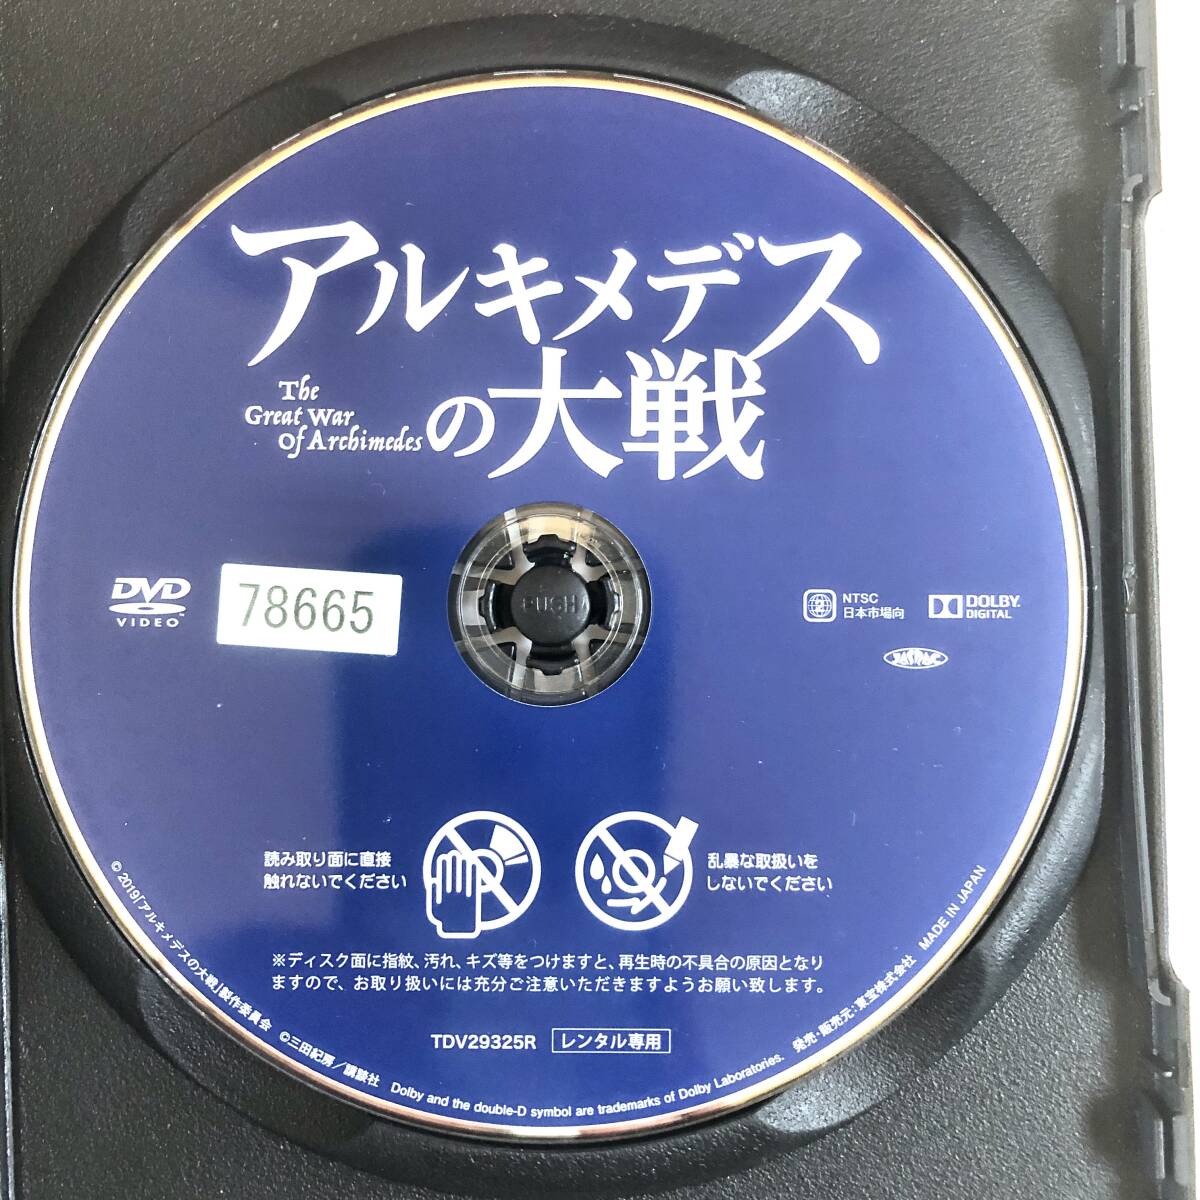 アルキメデス
の大戦
The
Great War
Of Archimedes
DVD
VIDEO
78665
PUSH
2
NTSC
日本市場向
DOLBY
DIGITAL
JASRAC
読み取り面に直接
触れないでください
乱暴な取扱いを
しないでください
※ディスク面に指紋、汚れ、キズ等をつけますと、再生時の不具合の原因となり
ますので、お取り扱いには充分ご注意いただきますようお願い致します。
TDV29325R レンタル専用
© 2019「アルキメデスの大戦」製作委員会 ©三田紀房／講談社 Dolby and the double-D symbol are trademarks of Dolby Laboratories. 発売・販売元：東宝株式会社 MADE IN JAPAN